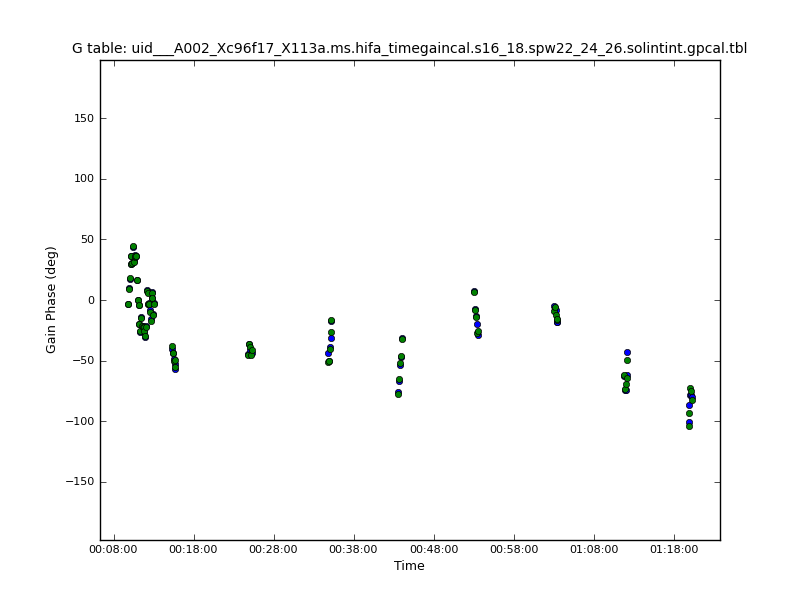 G table: uid___A002_Xc96f17_X113a.ms.hifa_timegaincal.s16_18.spw22_24_26.solintint.gpcal.tbl
Gain Phase (deg)
150
100
50
0
−50
−100
−150
00:08:00 00:18:00 00:28:00 00:38:00 00:48:00 00:58:00 01:08:00 01:18:00
Time